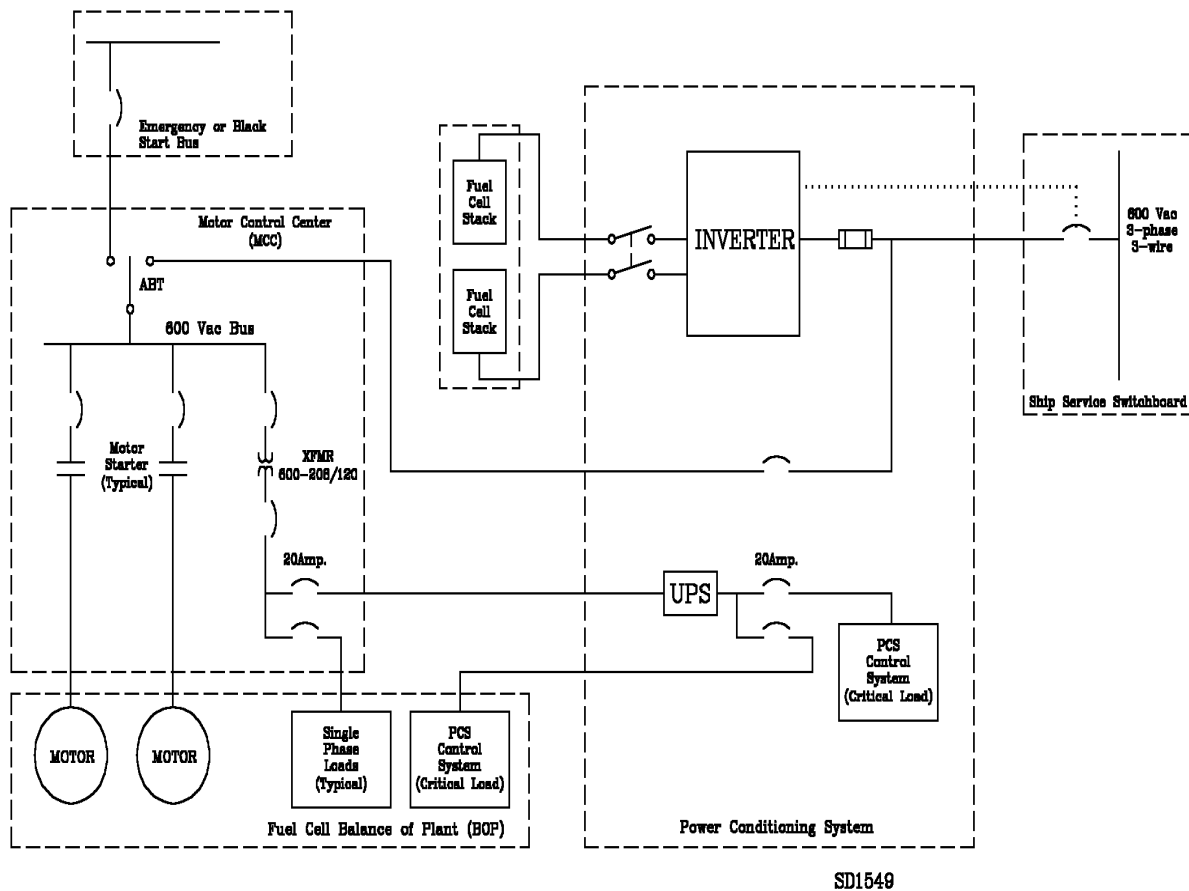 Emergency or Black
Start Bus
Motor Control Center
(MCC)
ABT
600 Vac Bus
Motor
Starter
(Typical)
XFMR
600-208/120
20Amp.
Fuel
Cell
Stack
Fuel
Cell
Stack
INVERTER
600 Vac
3-phase
3-wire
Ship Service Switchboard
UPS
20Amp.
PCS
Control
System
(Critical Load)
MOTOR
MOTOR
Single
Phase
Loads
(Typical)
PCS
Control
System
(Critical Load)
Fuel Cell Balance of Plant (BOP)
Power Conditioning System
SD1549